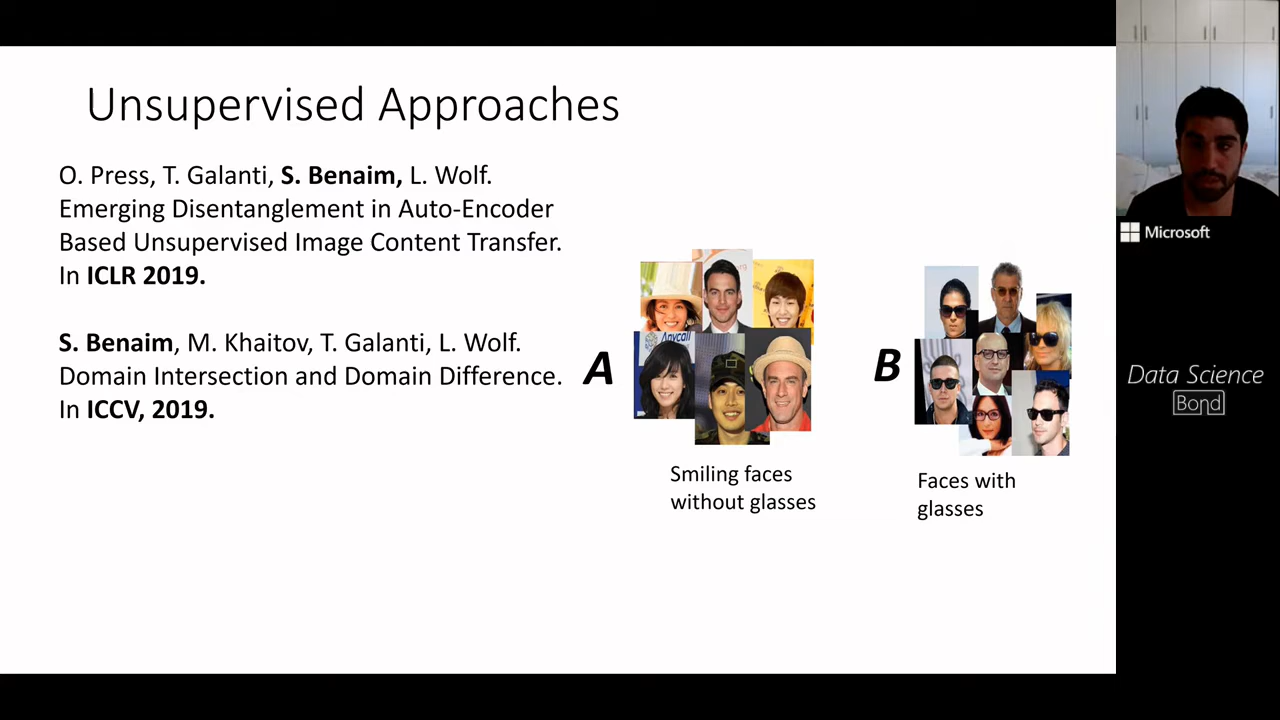 Unsupervised Approaches
O. Press, T. Galanti, S. Benaim, L. Wolf.
Emerging Disentanglement in Auto-Encoder
Based Unsupervised Image Content Transfer.
In ICLR 2019.
S. Benaim, M. Khaitov, T. Galanti, L. Wolf.
Domain Intersection and Domain Difference.
In ICCV, 2019.
A
Anycall
Smiling faces
without glasses
B
Faces with
glasses
Microsoft
Data Science
Bond